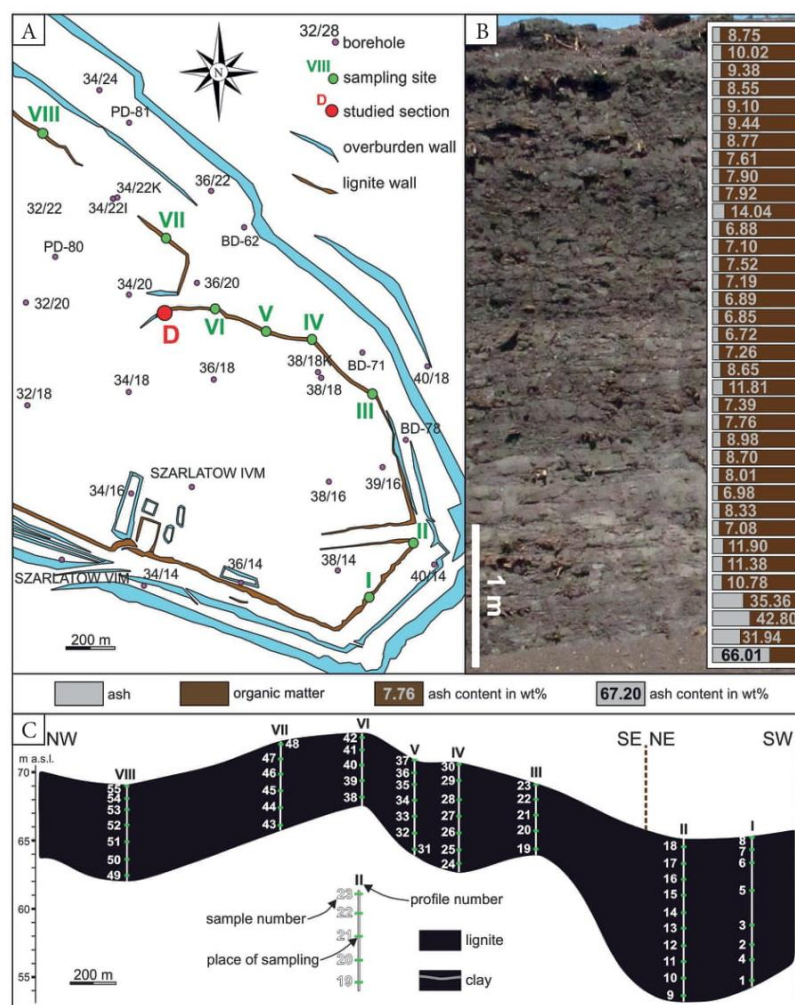 A
32/28
borehole
VIII
sampling site
D
studied section
overburden wall
lignite wall
N
34/24
PD-81
VIII
34/22K
34/22I
36/22
32/22
VII
BD-62
PD-80
34/20
36/20
32/20
D
VI
V
IV
36/18
38/18K
38/18
BD-71
40/18
34/18
32/18
III
BD-78
SZARLATOW IVM
34/16
38/16
39/16
II
SZARLATOW VIM
34/14
36/14
38/14
40/14
I
200 m
B
8.75
10.02
9.38
8.55
9.10
9.44
8.77
7.61
7.90
7.92
14.04
6.88
7.10
7.52
7.19
6.89
6.85
6.72
7.26
8.65
11.81
7.39
7.76
8.98
8.70
8.01
6.98
8.33
7.08
11.90
11.38
10.78
35.36
42.80
31.94
66.01
1 m
ash
organic matter
7.76 ash content in wt%
67.20 ash content in wt%
C
NW
SE NE
SW
m a.s.l.
70
65
60
55
VIII
55
54
53
52
51
50
49
VII
48
47
46
45
44
43
VI
42
41
40
39
38
V
37
36
35
34
33
32
31
IV
30
29
28
27
26
25
24
III
23
22
21
20
19
II
18
17
16
15
14
13
12
11
10
9
I
8
7
6
5
3
2
4
1
II
profile number
23
22
21
20
19
sample number
place of sampling
lignite
clay
200 m